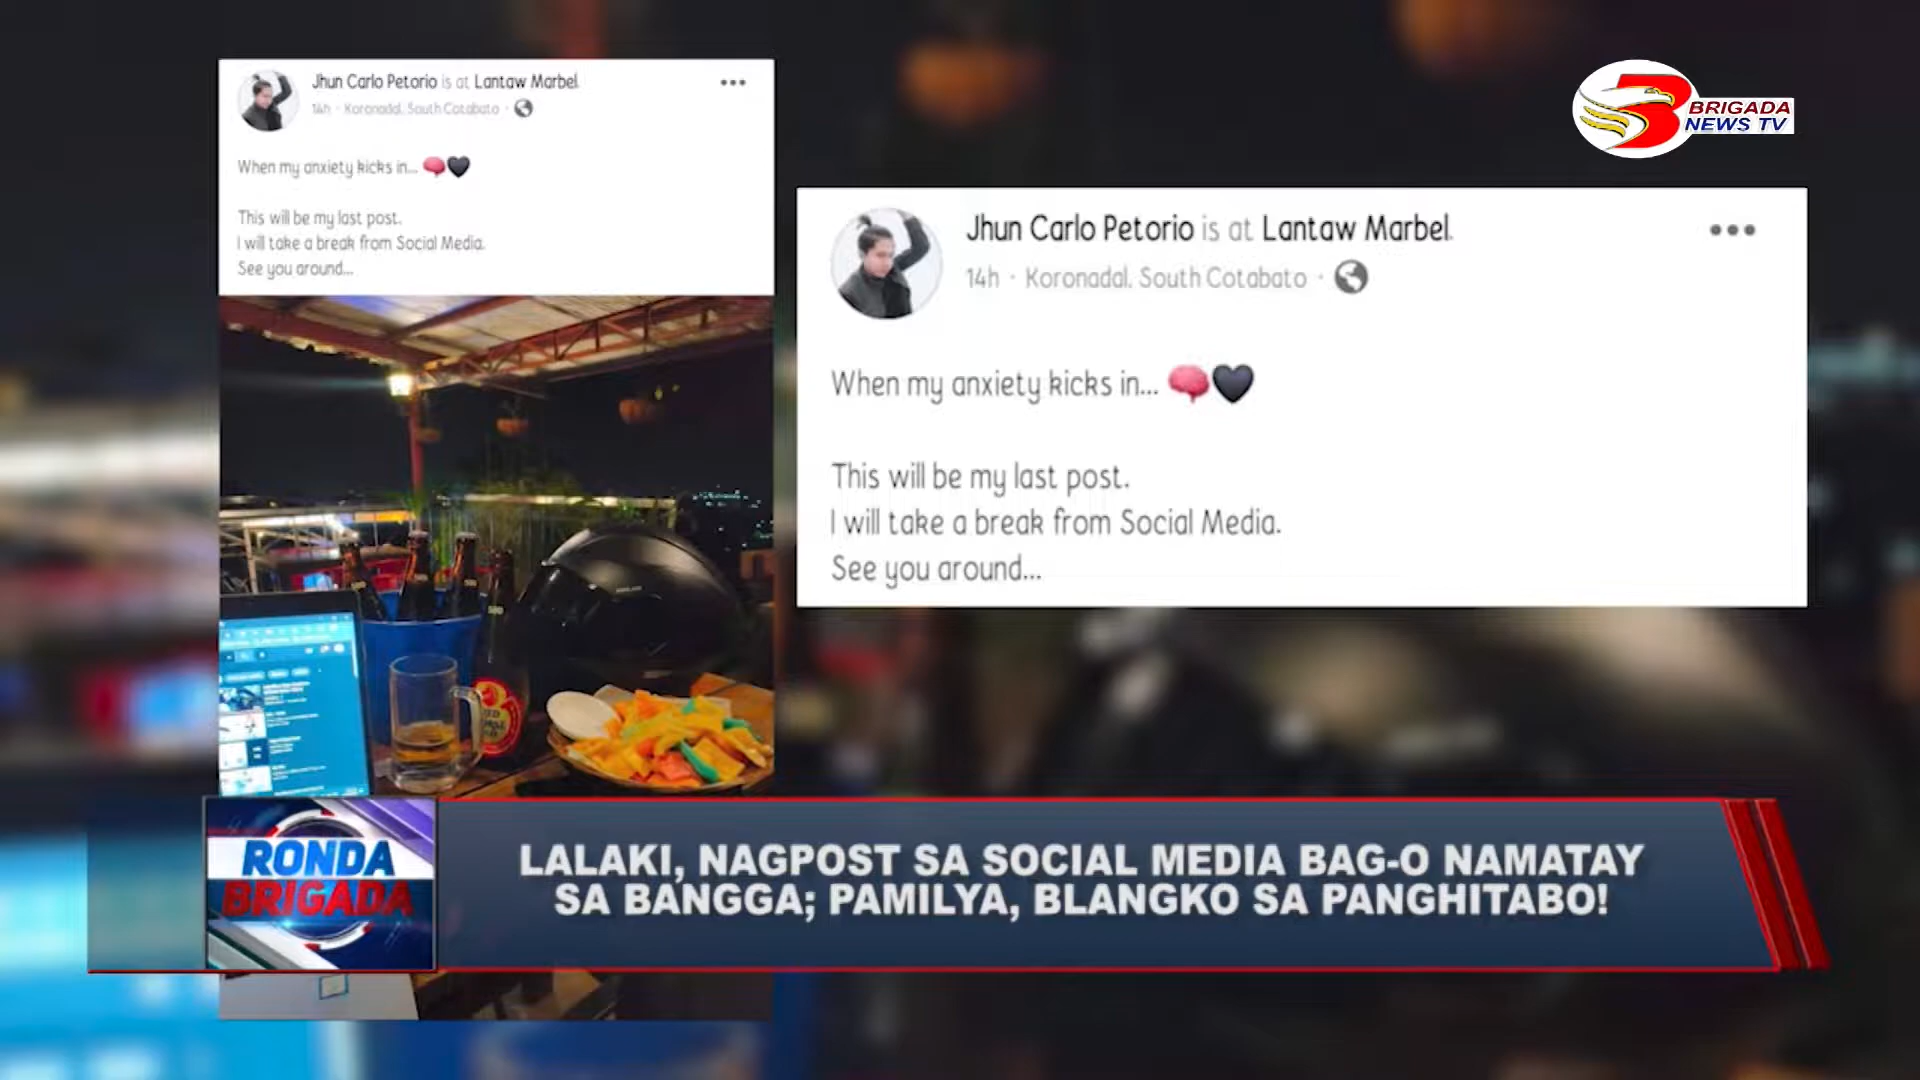 Jhun Carlo Petorio is at Lantaw Marbel.
14h · Koronadal, South Cotabato ·
When my anxiety kicks in...
This will be my last post.
I will take a break from Social Media.
See you around...
BRIGADA
NEWS TV
Jhun Carlo Petorio is at Lantaw Marbel.
14h · Koronadal, South Cotabato ·
When my anxiety kicks in...
This will be my last post.
I will take a break from Social Media.
See you around...
RONDA
BRIGADA
LALAKI, NAGPOST SA SOCIAL MEDIA BAG-O NAMATAY
SA BANGGA; PAMILYA, BLANGKO SA PANGHITABO!